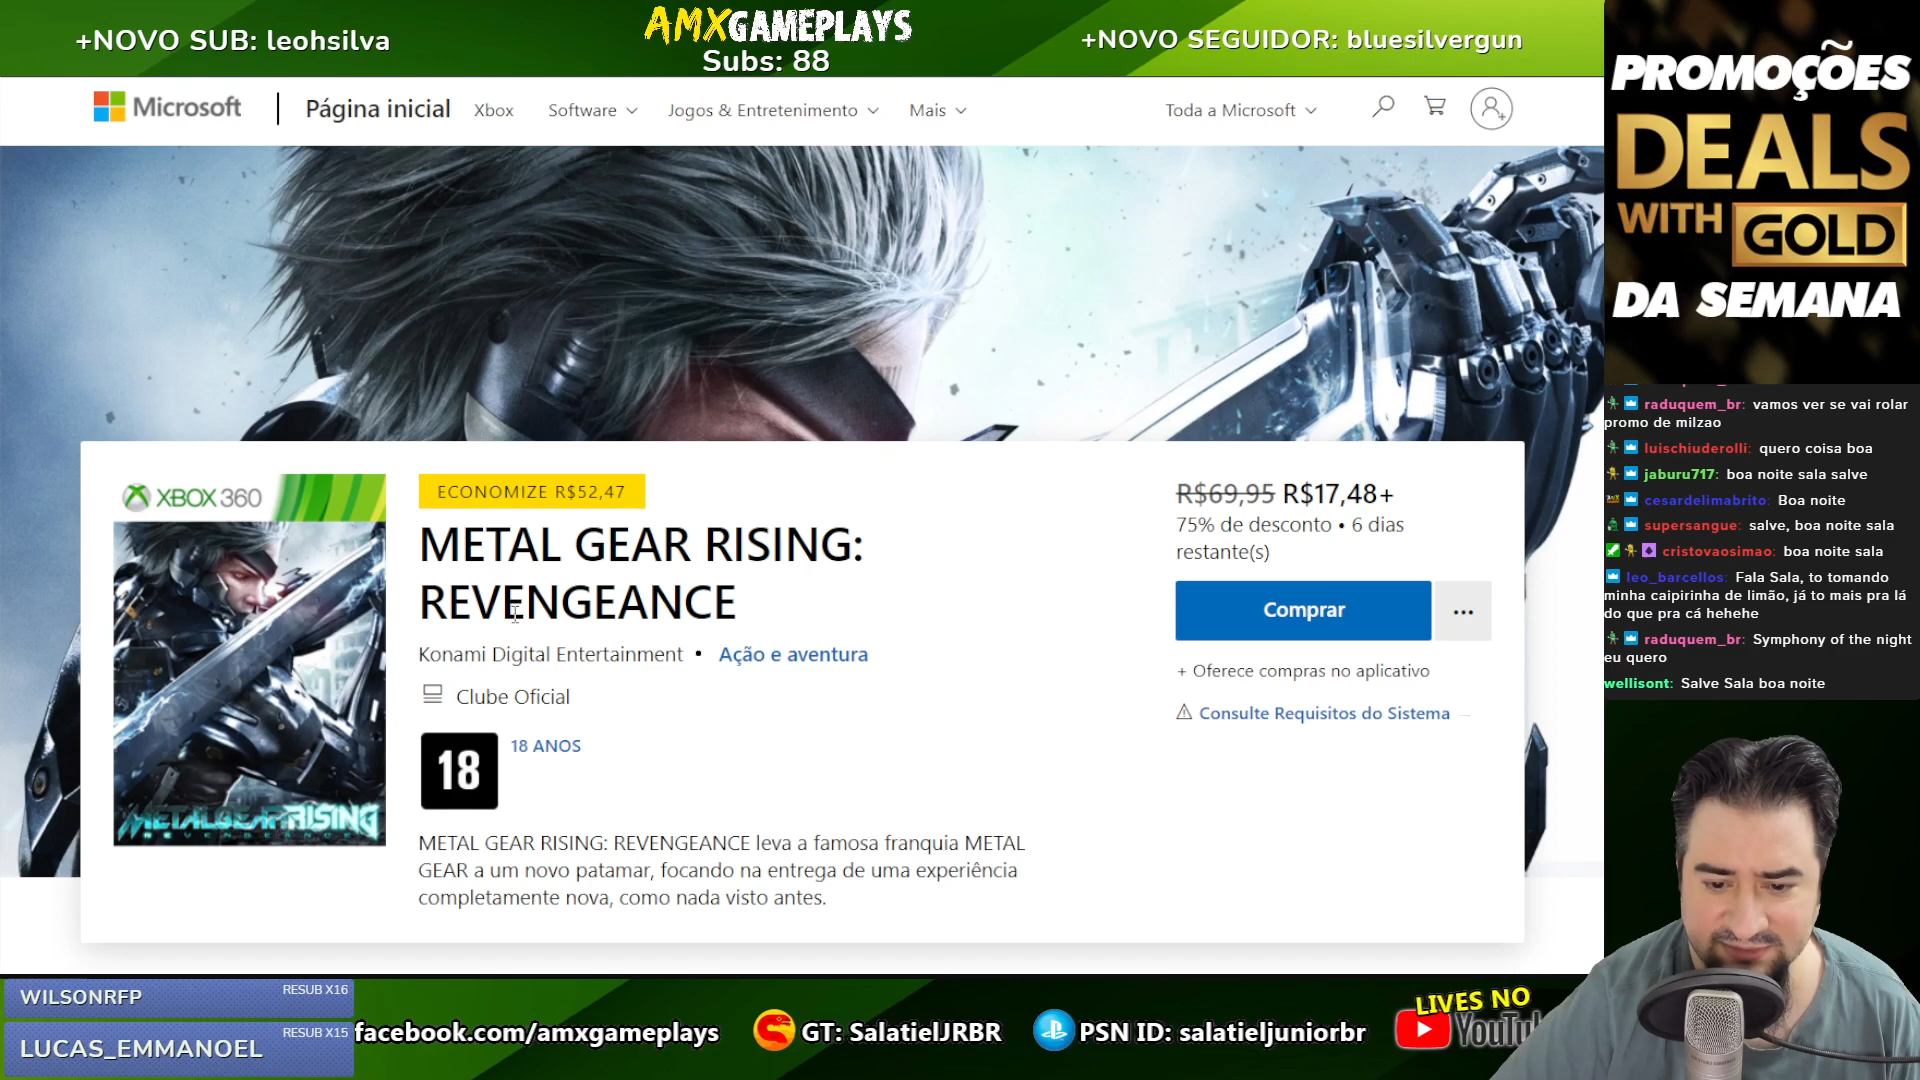 +NOVO SUB: leohsilva
AMXGAMEPLAYS
Subs: 88
+NOVO SEGUIDOR: bluesilvergun
Microsoft
Página inicial
Xbox
Software
Jogos & Entretenimento
Mais
Toda a Microsoft
XBOX 360
METAL GEAR RISING
REVENGEANCE
ECONOMIZE R$52,47
METAL GEAR RISING:
REVENGEANCE
Konami Digital Entertainment • Ação e aventura
Clube Oficial
18
18 ANOS
METAL GEAR RISING: REVENGEANCE leva a famosa franquia METAL
GEAR a um novo patamar, focando na entrega de uma experiência
completamente nova, como nada visto antes.
R$69,95 R$17,48+
75% de desconto • 6 dias
restante(s)
Comprar
...
+ Oferece compras no aplicativo
Consulte Requisitos do Sistema
PROMOÇÕES
DEALS
WITH GOLD
DA SEMANA
raduquem_br: vamos ver se vai rolar
promo de milzao
luischiuderolli: quero coisa boa
jaburu717: boa noite sala salve
cesardelimabrito: Boa noite
supersangue: salve, boa noite sala
cristovaosimao: boa noite sala
leo_barcellos: Fala Sala, to tomando
minha caipirinha de limão, já to mais pra lá
do que pra cá hehehe
raduquem_br: Symphony of the night
eu quero
wellisont: Salve Sala boa noite
WILSONRFP
RESUB X16
LUCAS_EMMANOEL
RESUB X15
facebook.com/amxgameplays
GT: SalatielJRBR
PSN ID: salatieljuniorbr
LIVES NO